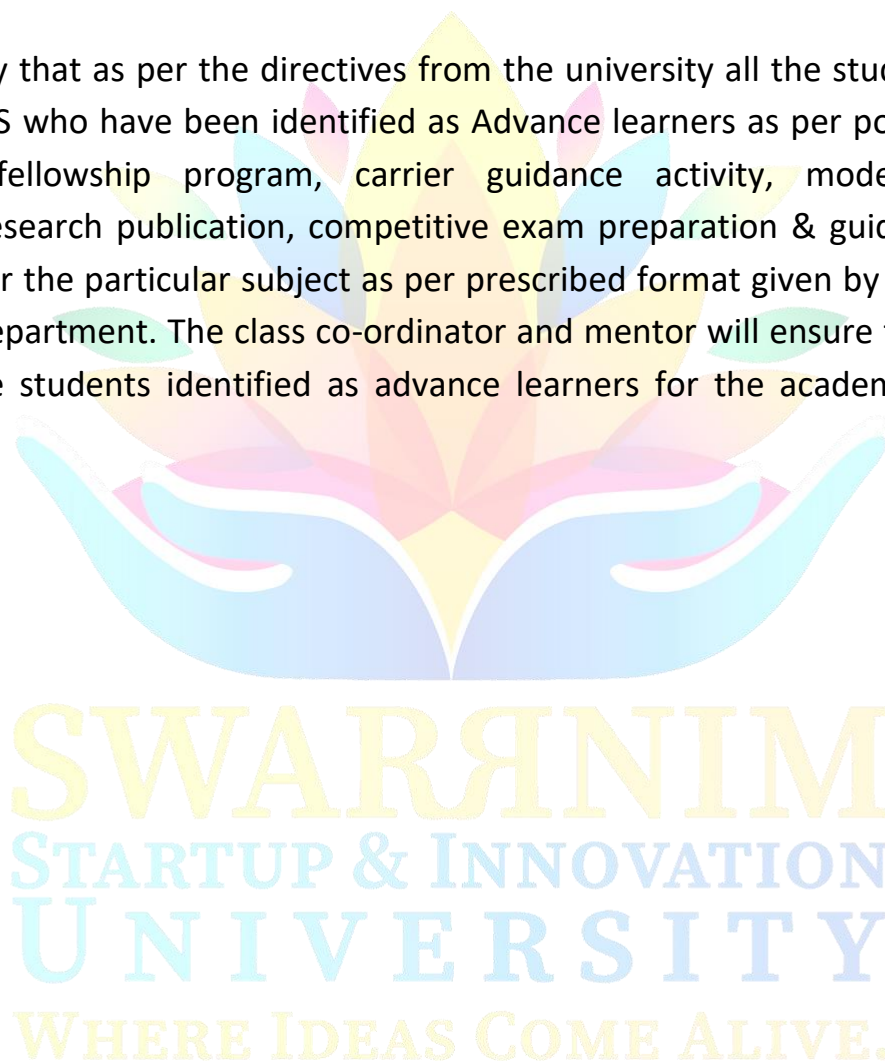 y that as per the directives from the university all the stud
S who have been identified as Advance learners as per po
fellowship program, carrier guidance activity, mode
esearch publication, competitive exam preparation & guid
r the particular subject as per prescribed format given by
epartment. The class co-ordinator and mentor will ensure t
e students identified as advance learners for the academ
SWARRNIM
STARTUP & INNOVATION
UNIVERSITY
WHERE IDEAS COME ALIVE.